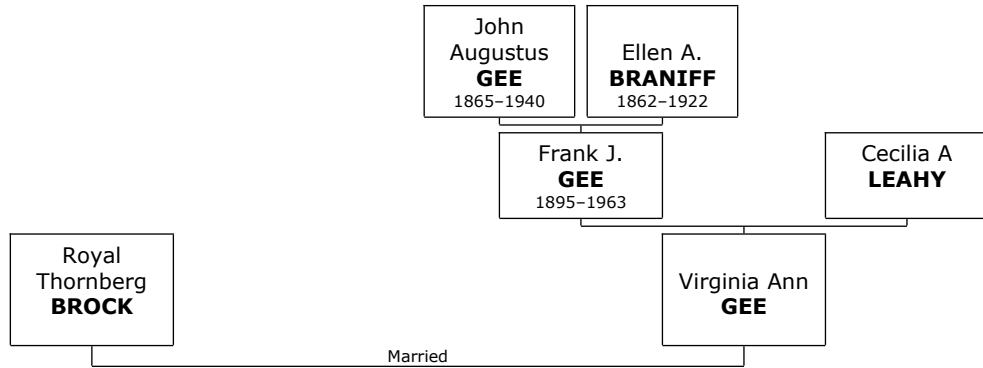 John
Augustus
GEE
1865–1940
Ellen A.
BRANIFF
1862–1922
Frank J.
GEE
1895–1963
Cecilia A
LEAHY
Royal
Thornberg
BROCK
Virginia Ann
GEE
Married